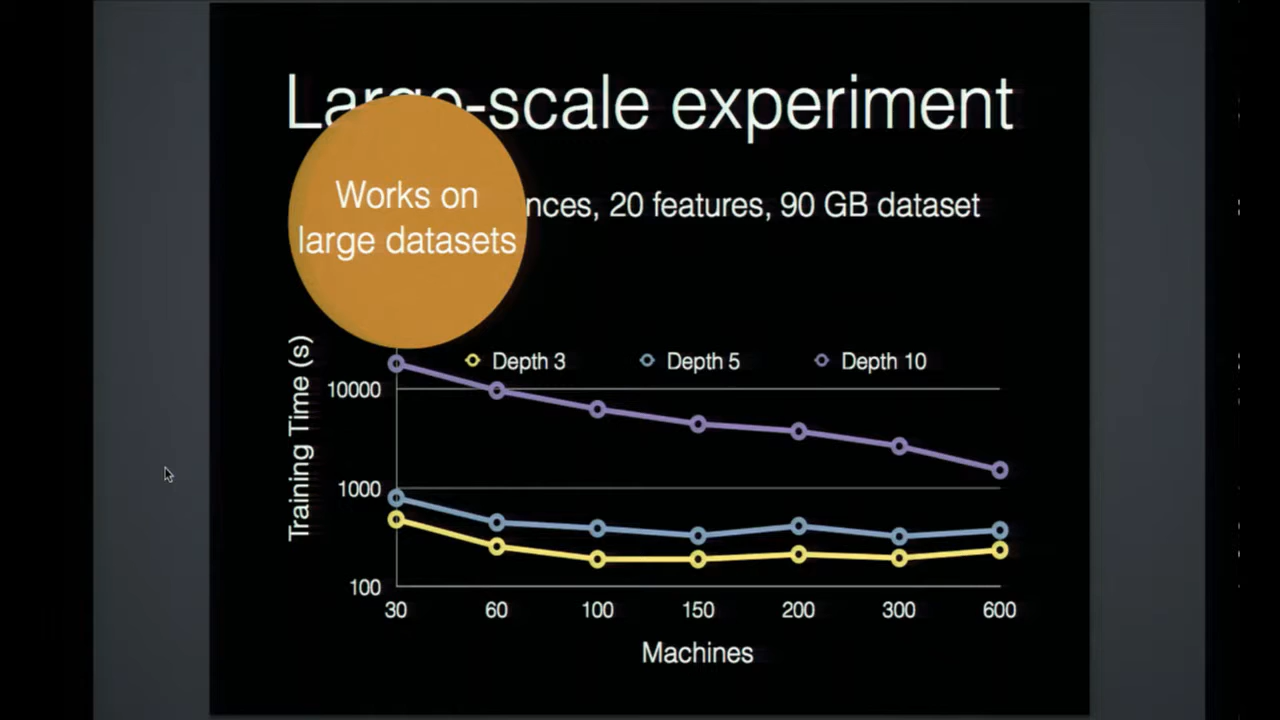 Large-scale experiment
Works on
large datasets
nces, 20 features, 90 GB dataset
Training Time (s)
Depth 3 Depth 5 Depth 10
10000
1000
100
30 60 100 150 200 300 600
Machines